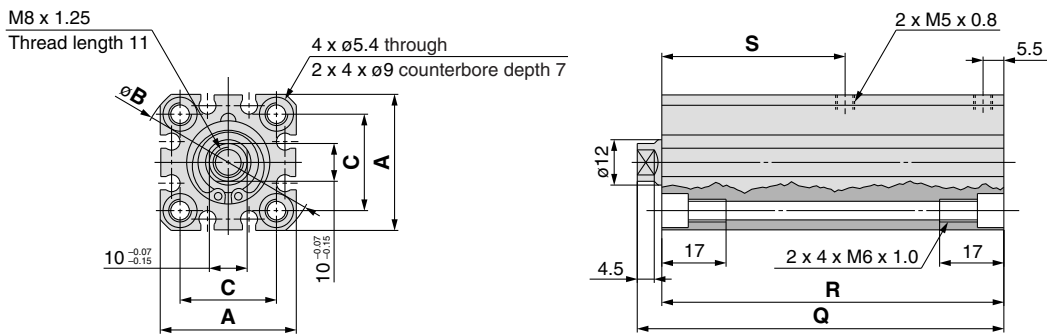 M8 x 1.25
Thread length 11
4 x ø5.4 through
2 x 4 x ø9 counterbore depth 7
øB
C
A
10 −0.07 −0.15
10 −0.07 −0.15
C
A
S
2 x M5 x 0.8
5.5
ø12
4.5
17
2 x 4 x M6 x 1.0
17
R
Q